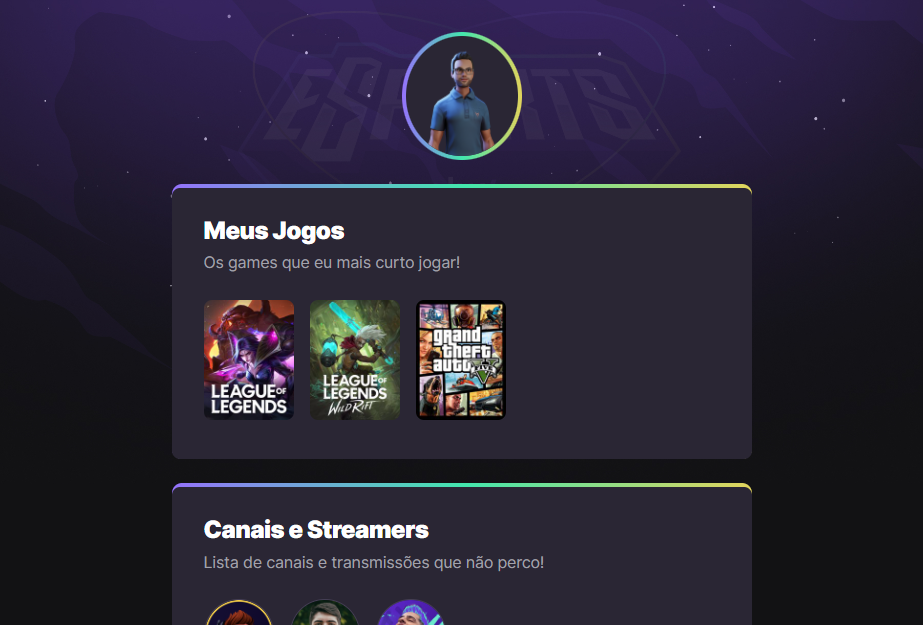 eSPORTS
Meus Jogos
Os games que eu mais curto jogar!
LEAGUE OF
LEGENDS
LEAGUE OF
LEGENDS
WILD RIFT
grand
theft
auto
FIVE
Canais e Streamers
Lista de canais e transmissões que não perco!